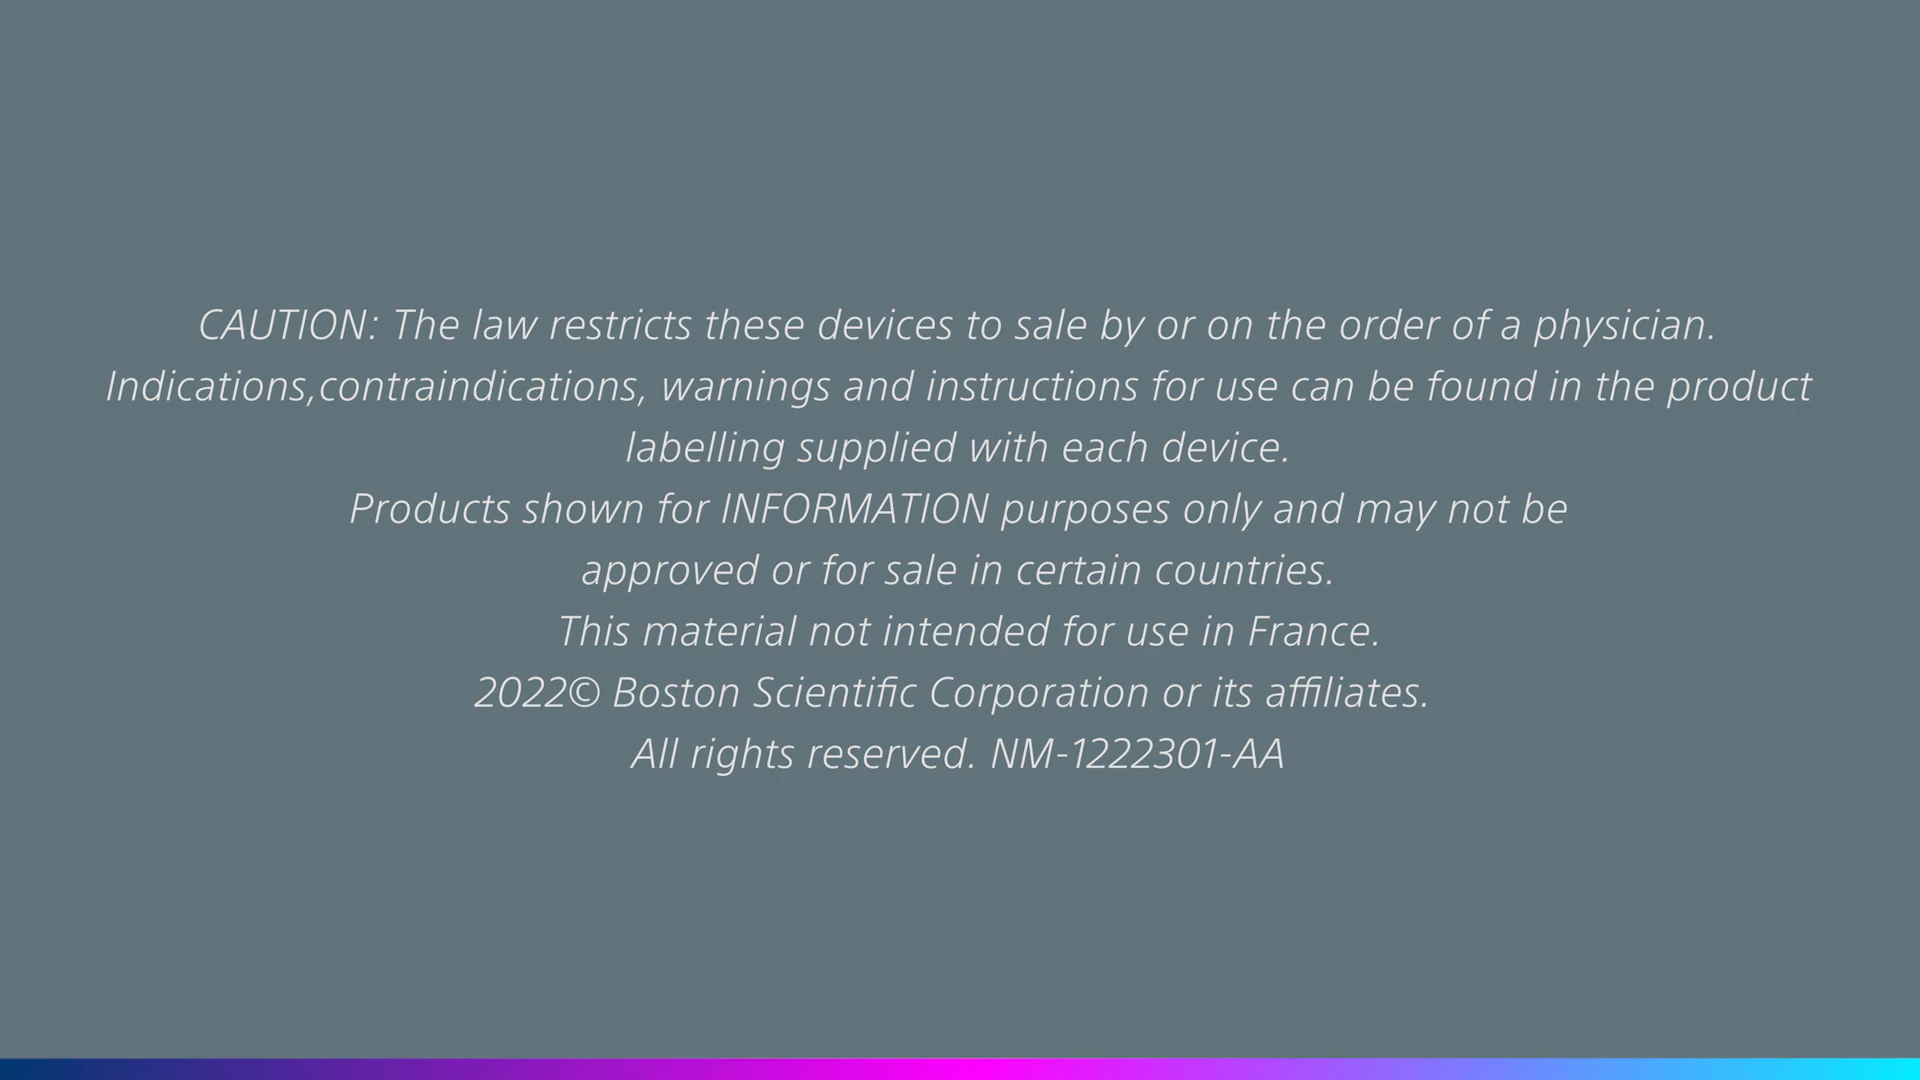 CAUTION: The law restricts these devices to sale by or on the order of a physician.
Indications,contraindications, warnings and instructions for use can be found in the product
labelling supplied with each device.
Products shown for INFORMATION purposes only and may not be
approved or for sale in certain countries.
This material not intended for use in France.
2022© Boston Scientific Corporation or its affiliates.
All rights reserved. NM-1222301-AA